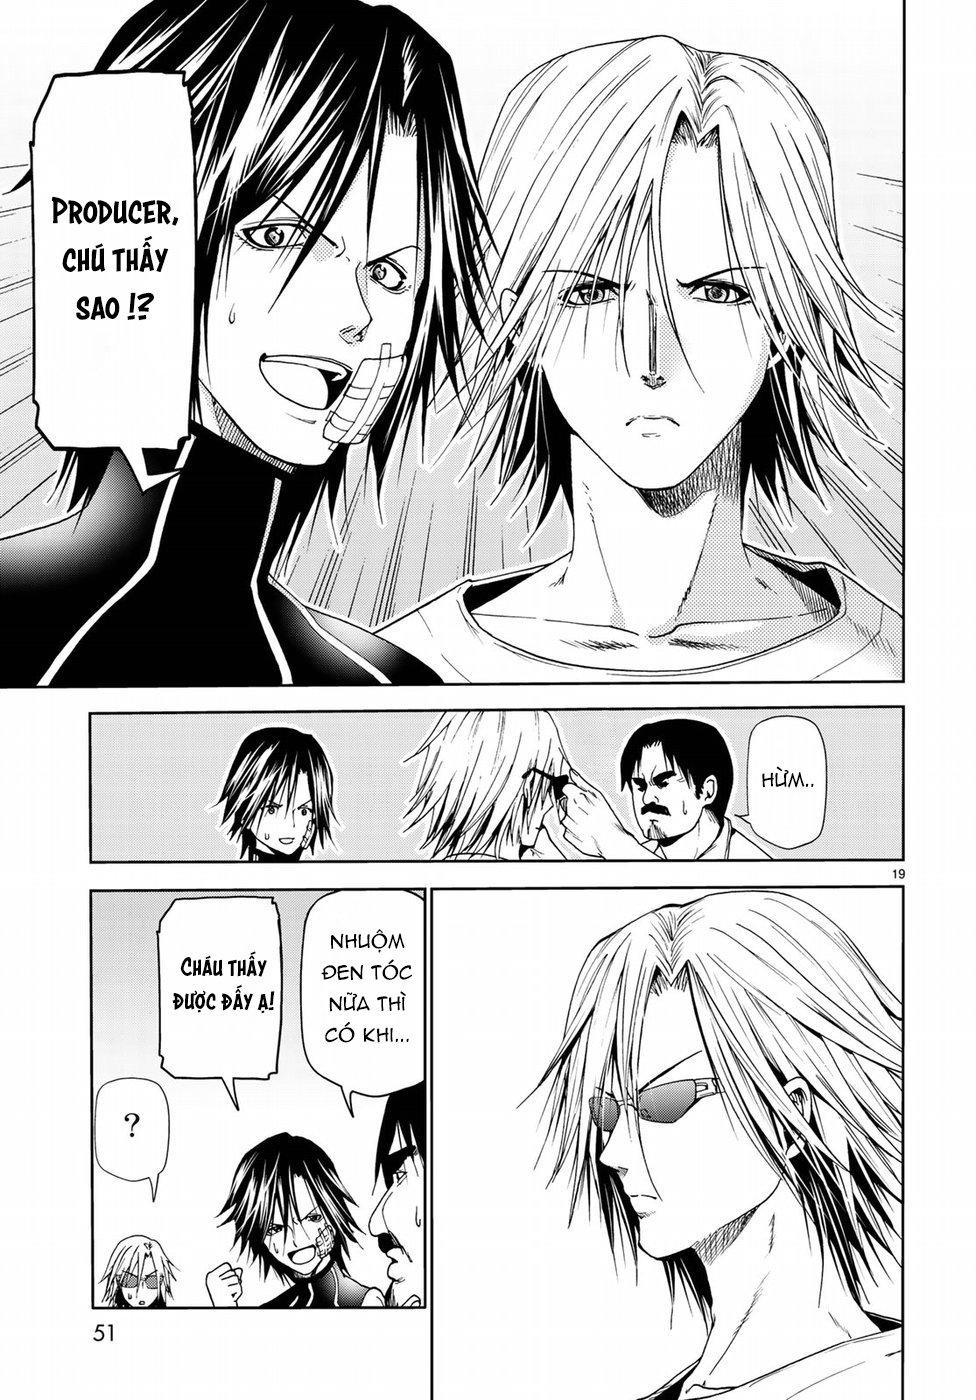 PRODUCER,
CHÚ THẤY
SAO !?
HỪM..
19
NHUỘM
ĐEN TÓC
NỮA THÌ
CÓ KHI...
CHÁU THẤY
ĐƯỢC ĐẤY Ạ!
?
51